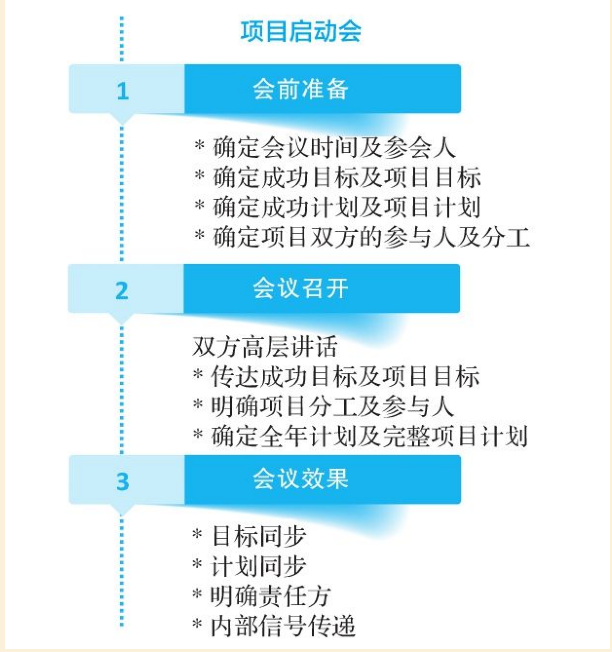 项目启动会
1 会前准备
* 确定会议时间及参会人
* 确定成功目标及项目目标
* 确定成功计划及项目计划
* 确定项目双方的参与人及分工
2 会议召开
双方高层讲话
* 传达成功目标及项目目标
* 明确项目分工及参与人
* 确定全年计划及完整项目计划
3 会议效果
* 目标同步
* 计划同步
* 明确责任方
* 内部信号传递